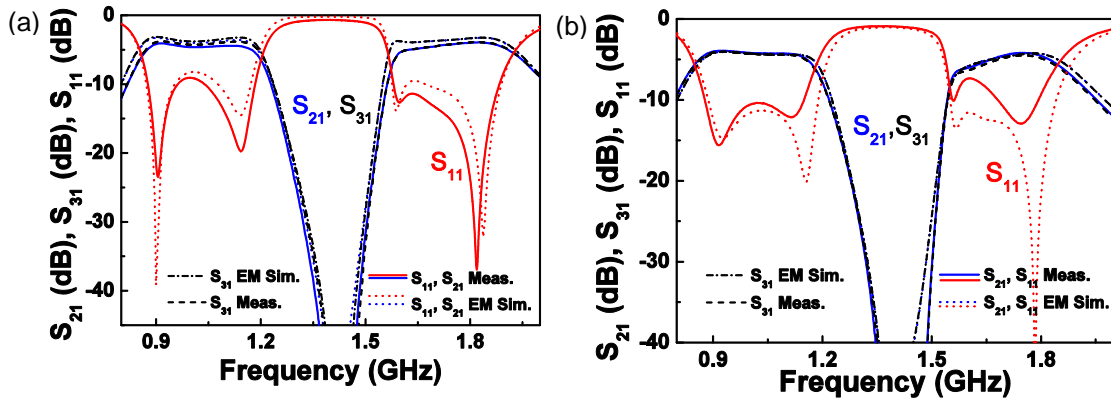 (a)
S21 (dB), S31 (dB), S11 (dB)
0
-10
-20
-30
-40
S21, S31
S11
S31 EM Sim.
S31 Meas.
S11, S21 Meas.
S11, S21 EM Sim.
0.9 1.2 1.5 1.8
Frequency (GHz)
(b)
S21 (dB), S31 (dB), S11 (dB)
0
-10
-20
-30
-40
S21,S31
S11
S31 EM Sim.
S31 Meas.
S21, S11 Meas.
S21, S11 EM Sim.
0.9 1.2 1.5 1.8
Frequency (GHz)